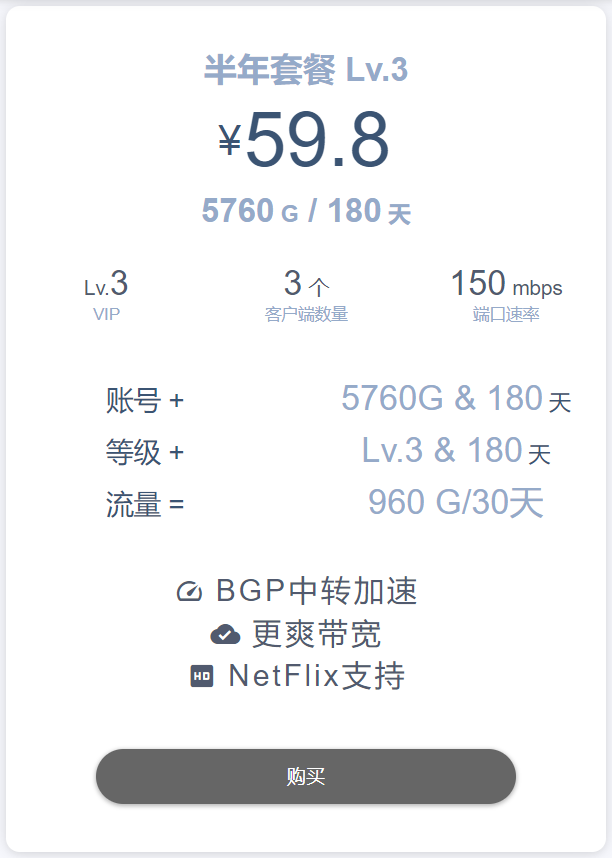 半年套餐 Lv.3
¥59.8
5760 G / 180 天
Lv.3 3 个 150 mbps
VIP 客户端数量 端口速率
账号 + 5760G & 180 天
等级 + Lv.3 & 180 天
流量 = 960 G/30天
BGP中转加速
更爽带宽
HD NetFlix支持
购买